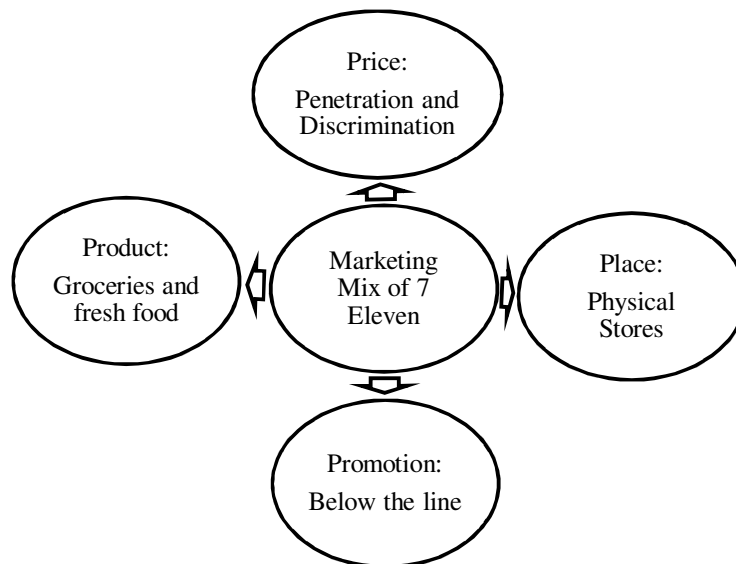 Price:
Penetration and
Discrimination
Product:
Groceries and
fresh food
Marketing
Mix of 7
Eleven
Place:
Physical
Stores
Promotion:
Below the line